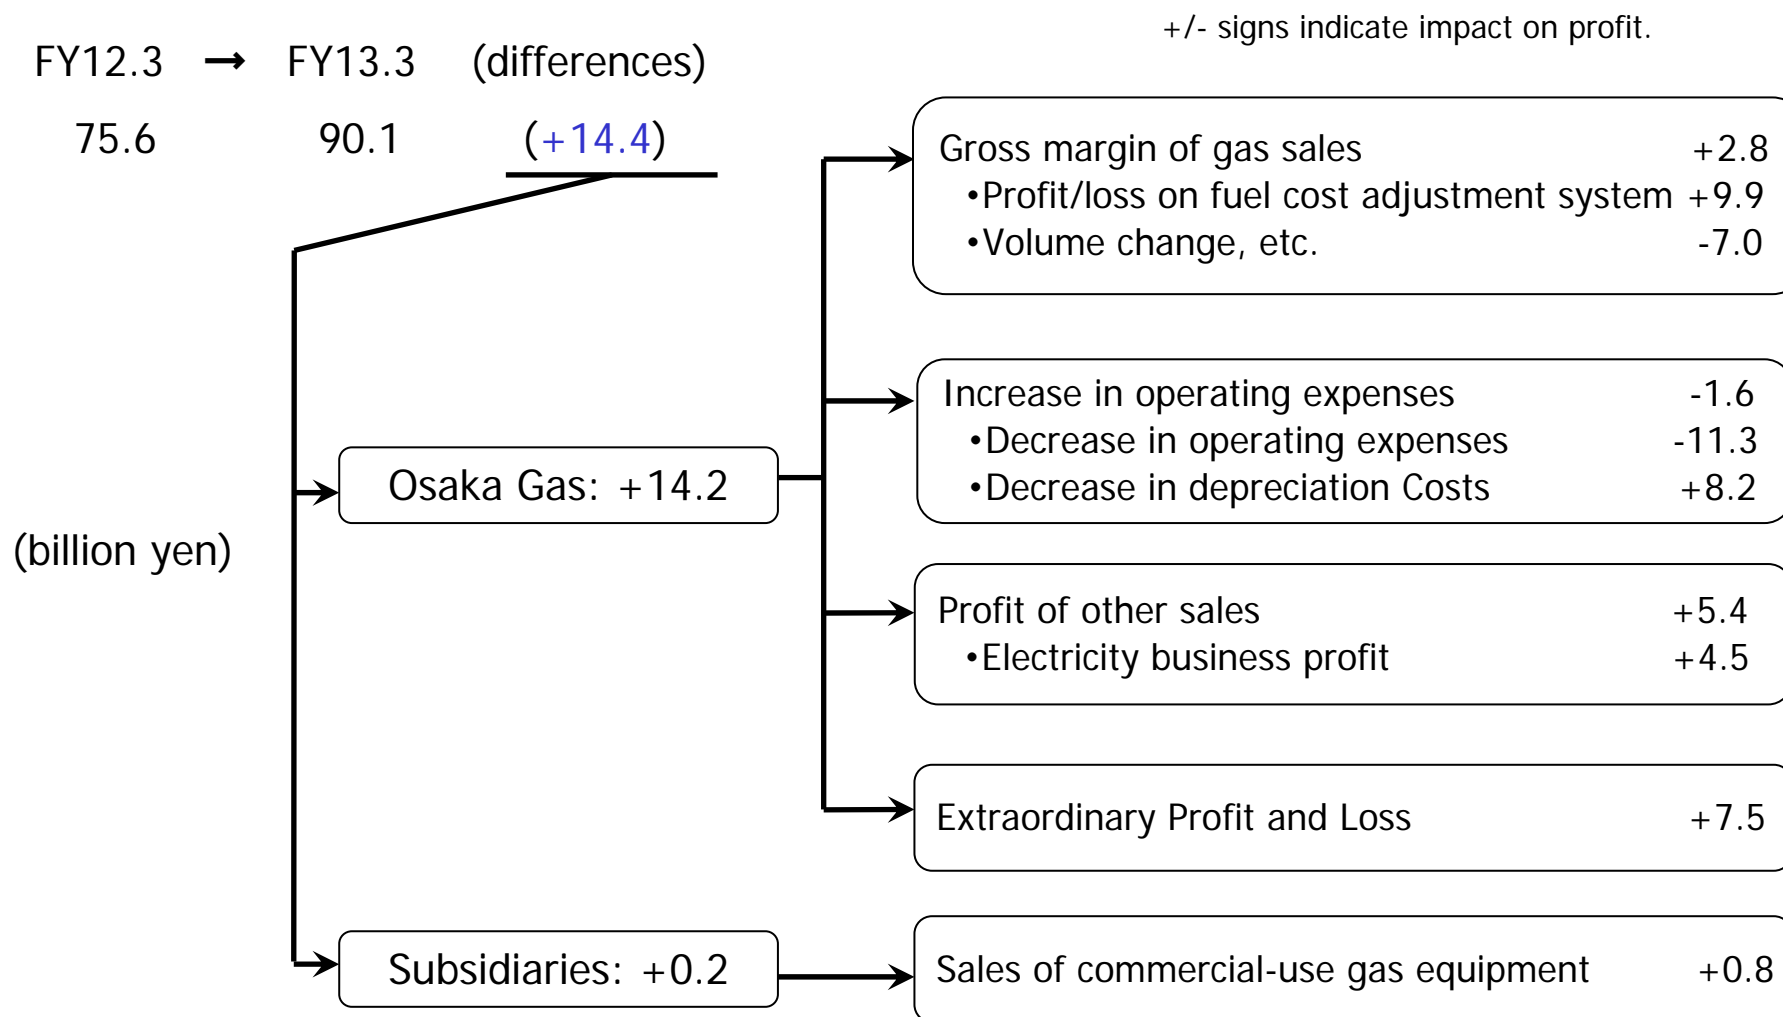 +/- signs indicate impact on profit.
FY12.3 → FY13.3 (differences)
75.6 90.1 (+14.4)
Gross margin of gas sales +2.8
•Profit/loss on fuel cost adjustment system +9.9
•Volume change, etc. -7.0
Increase in operating expenses -1.6
•Decrease in operating expenses -11.3
•Decrease in depreciation Costs +8.2
Osaka Gas: +14.2
(billion yen)
Profit of other sales +5.4
•Electricity business profit +4.5
Extraordinary Profit and Loss +7.5
Subsidiaries: +0.2
Sales of commercial-use gas equipment +0.8